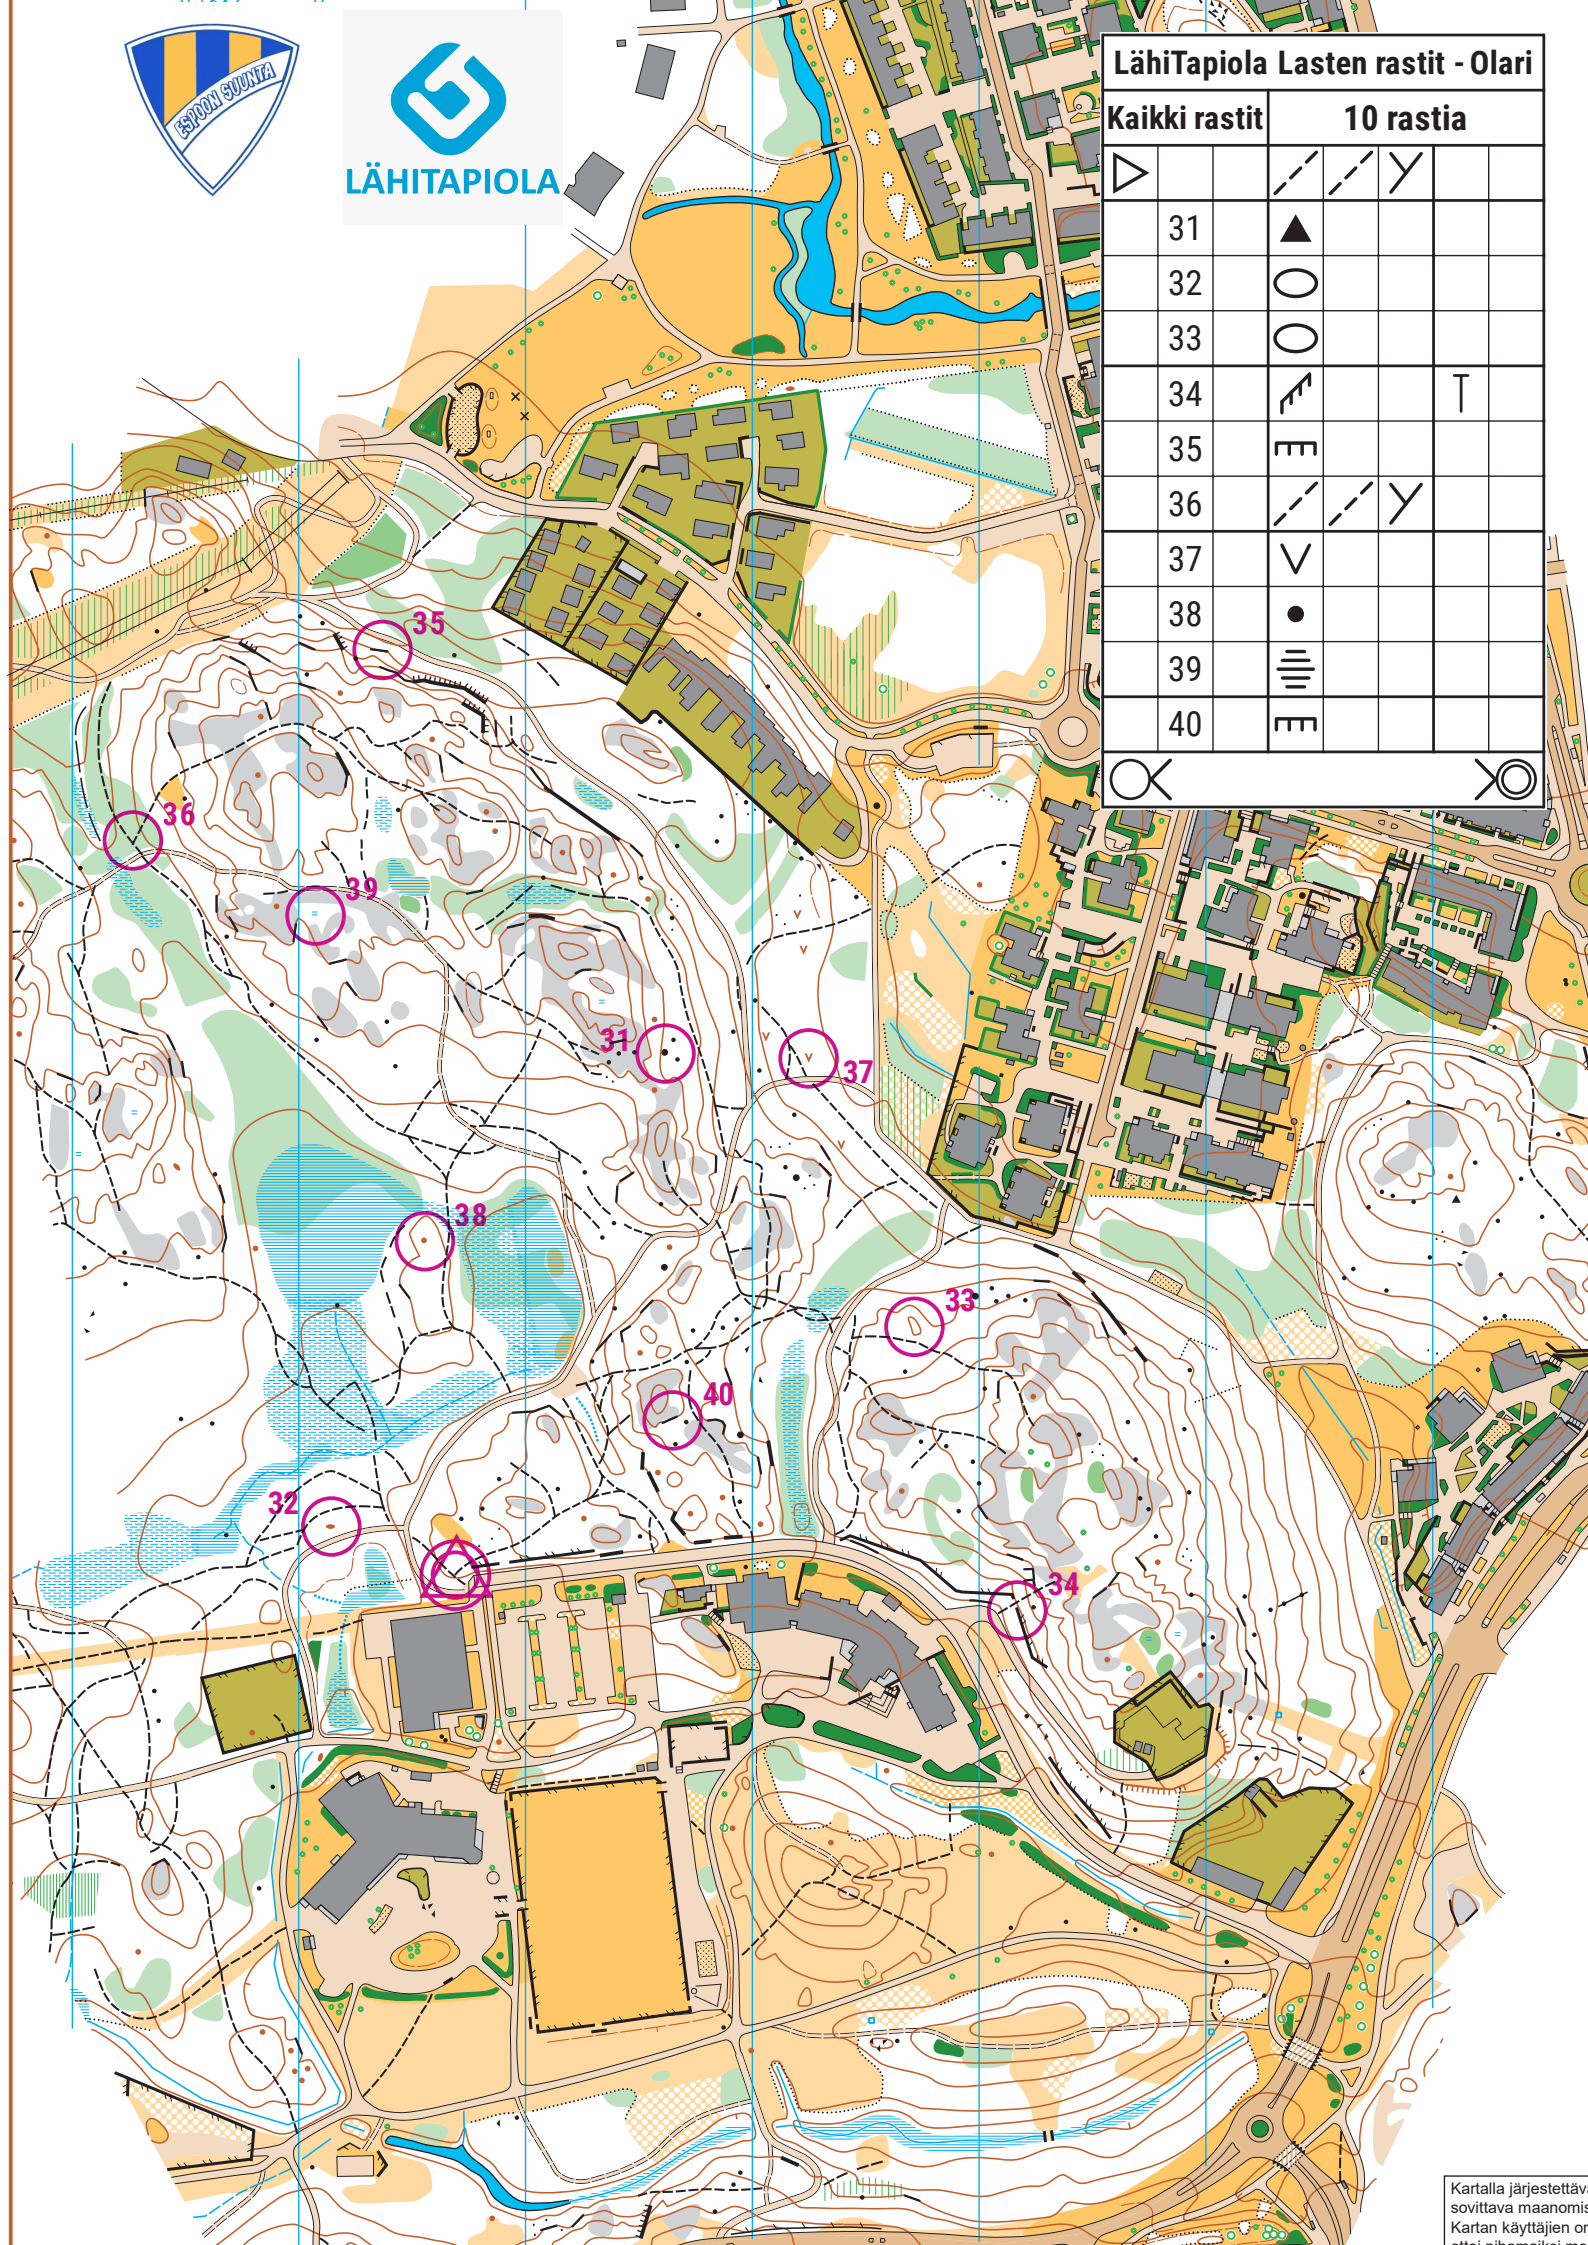 ESPOON SUUNTA
LÄHITAPIOLA
LähiTapiola Lasten rastit - Olari
Kaikki rastit 10 rastia
31
32
33
34
35
36
37
38
39
40
35
36
39
31
37
38
33
40
32
34
Kartalla järjestettäv
sovittava maanomis
Kartan käyttäjien on